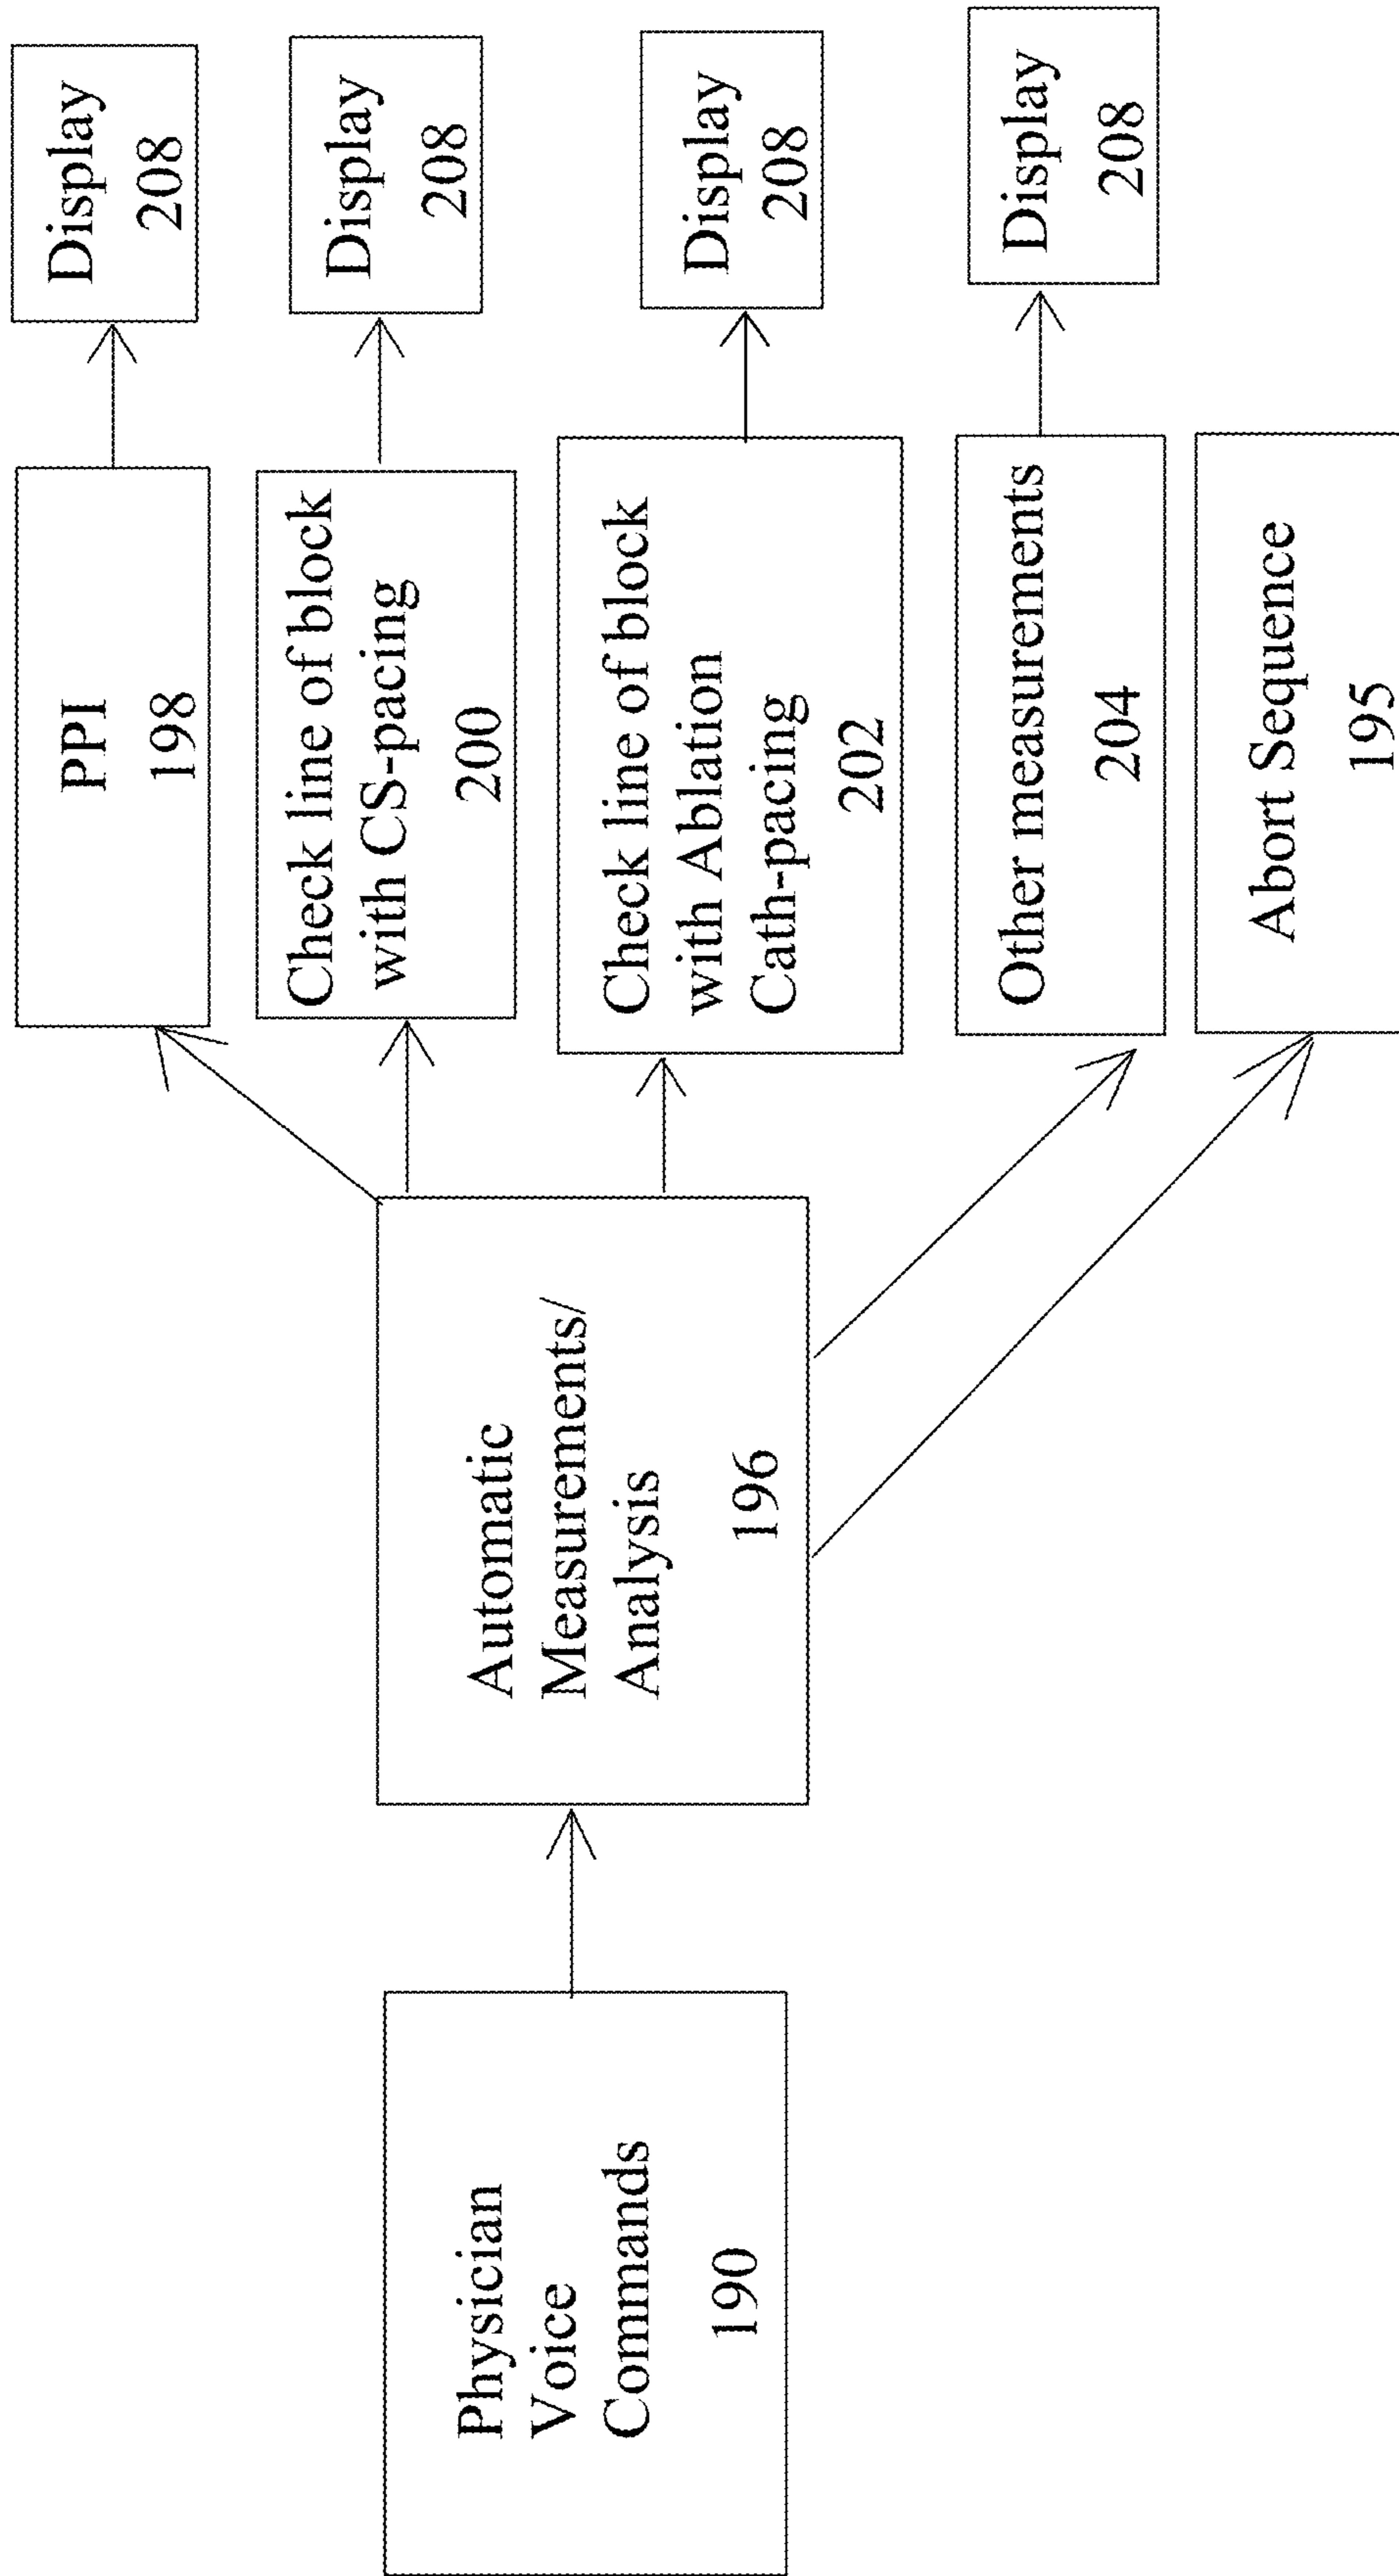 Physician
Voice
Commands
190
Automatic
Measurements/
Analysis
196
PPI
198
Display
208
Check line of block
with CS-pacing
200
Display
208
Check line of block
with Ablation
Cath-pacing
202
Display
208
Other measurements
204
Display
208
Abort Sequence
195